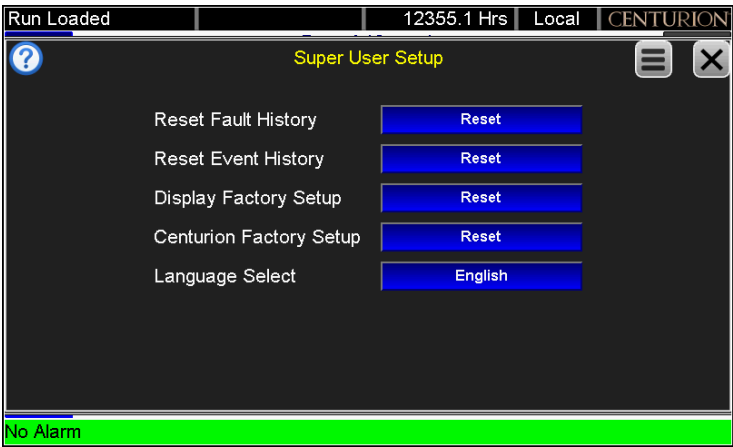 Run Loaded 12355.1 Hrs Local CENTURION
? Super User Setup
Reset Fault History Reset
Reset Event History Reset
Display Factory Setup Reset
Centurion Factory Setup Reset
Language Select English
No Alarm